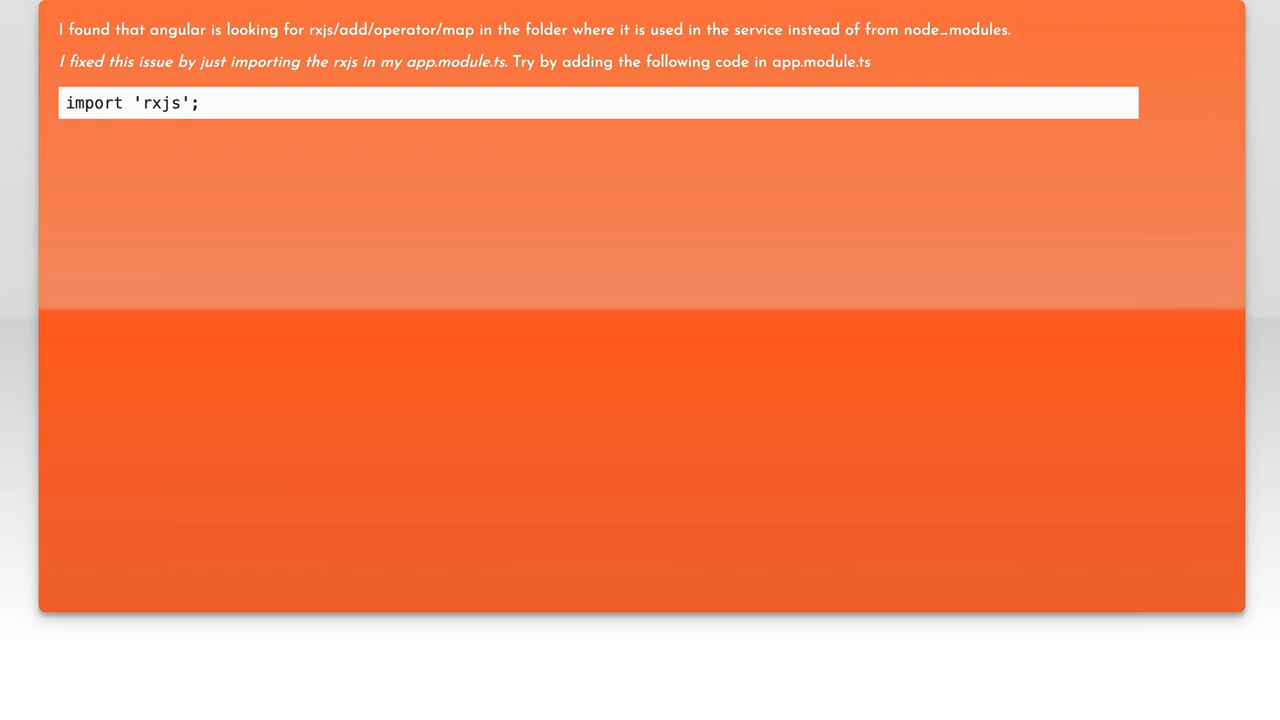 I found that angular is looking for rxjs/add/operator/map in the folder where it is used in the service instead of from node_modules.
I fixed this issue by just importing the rxjs in my app.module.ts. Try by adding the following code in app.module.ts
import 'rxjs';